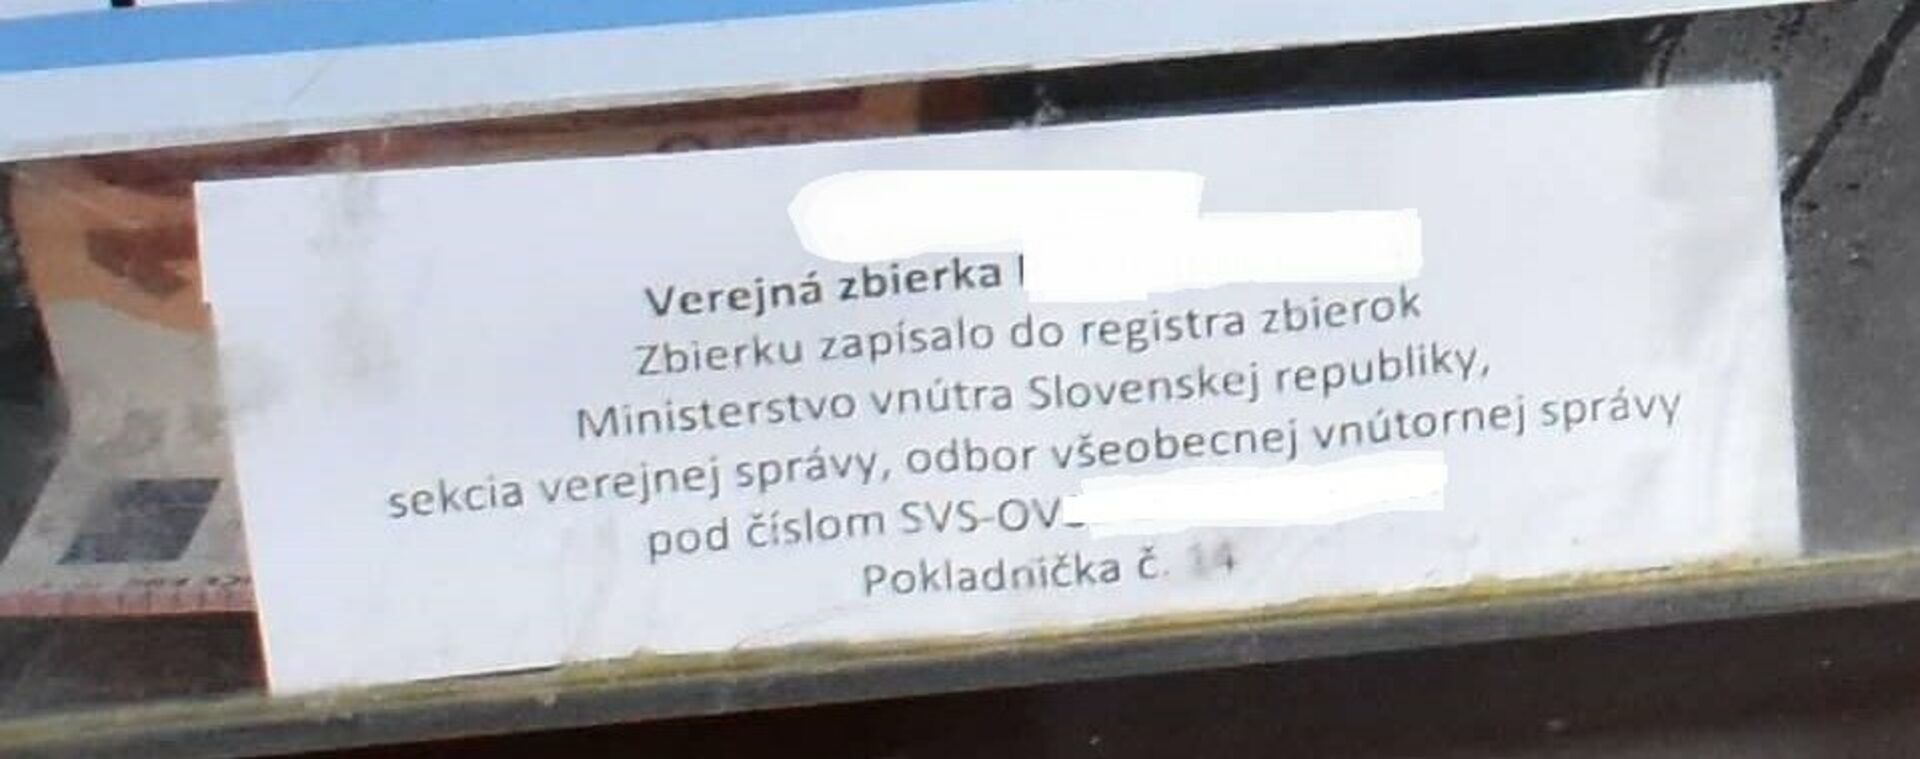 Verejná zbierka
Zbierku zapísalo do registra zbierok
Ministerstvo vnútra Slovenskej republiky,
sekcia verejnej správy, odbor všeobecnej vnútornej správy
pod číslom SVS-OV
Pokladnička č. 14